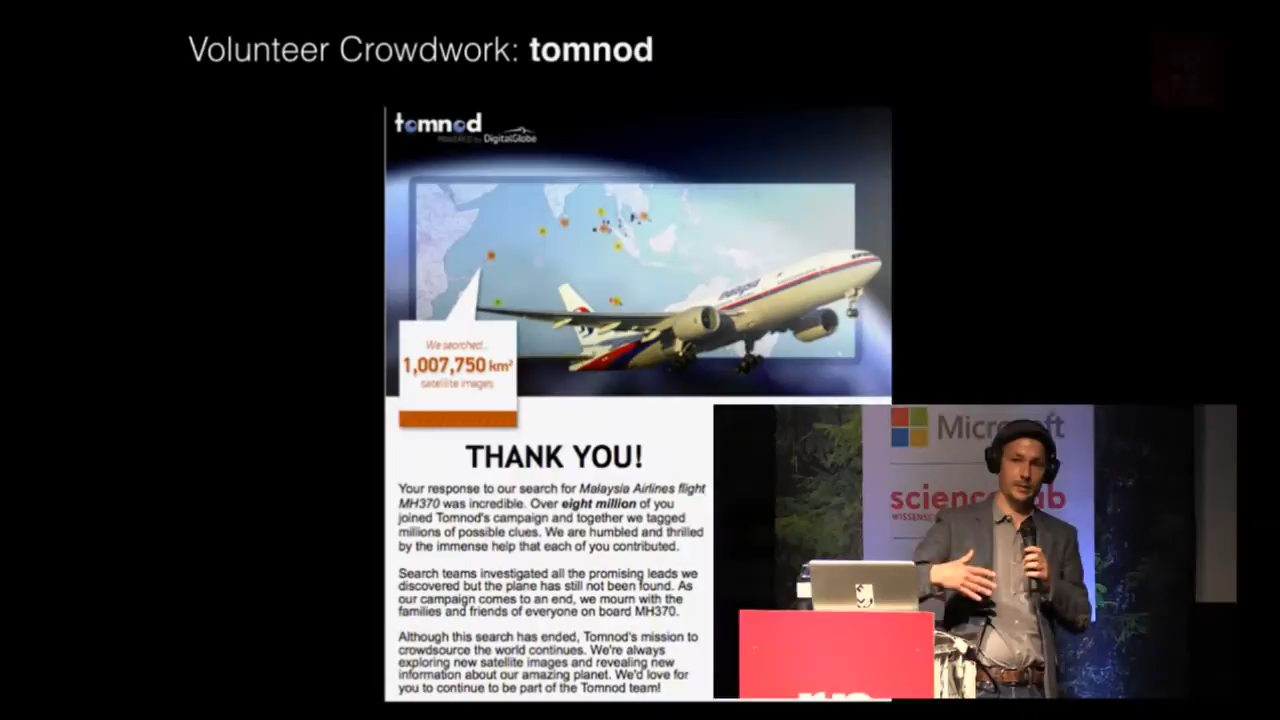 Volunteer Crowdwork: tomnod
tomnod
POWERED by DigitalGlobe
malaysia
We searched...
1,007,750 km²
satellite images
THANK YOU!
Your response to our search for Malaysia Airlines flight
MH370 was incredible. Over eight million of you
joined Tomnod's campaign and together we tagged
millions of possible clues. We are humbled and thrilled
by the immense help that each of you contributed.
Search teams investigated all the promising leads we
discovered but the plane has still not been found. As
our campaign comes to an end, we mourn with the
families and friends of everyone on board MH370.
Although this search has ended, Tomnod's mission to
crowdsource the world continues. We're always
exploring new satellite images and revealing new
information about our amazing planet. We'd love for
you to continue to be part of the Tomnod team!
Microsoft
science lab